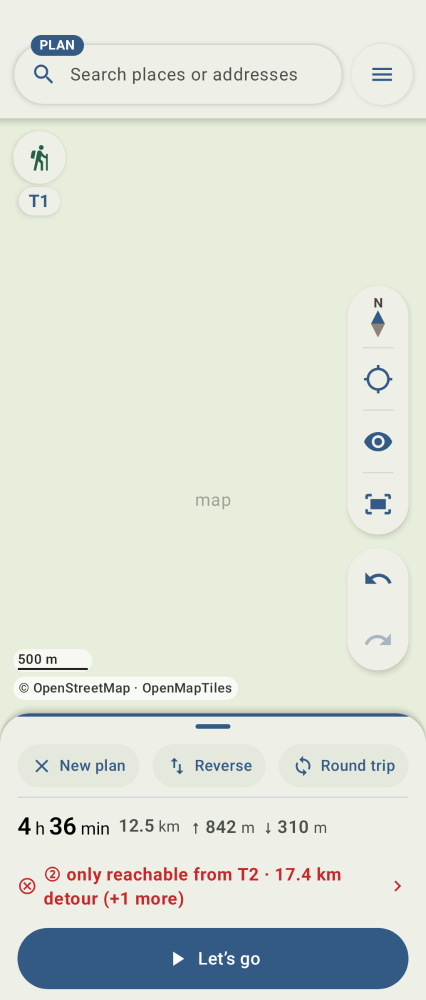 PLAN
Search places or addresses
T1
N
map
500 m
© OpenStreetMap · OpenMapTiles
New plan
Reverse
Round trip
4 h 36 min 12.5 km ↑ 842 m ↓ 310 m
② only reachable from T2 · 17.4 km
detour (+1 more)
Let’s go